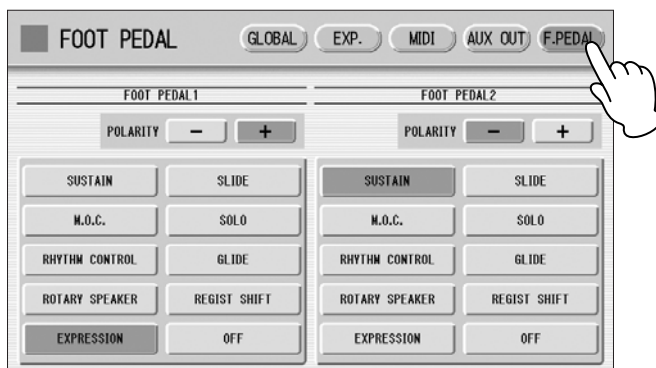 FOOT PEDAL GLOBAL EXP. MIDI AUX OUT F.PEDAL
FOOT PEDAL1 FOOT PEDAL2
POLARITY − + POLARITY − +
SUSTAIN SLIDE SUSTAIN SLIDE
M.O.C. SOLO M.O.C. SOLO
RHYTHM CONTROL GLIDE RHYTHM CONTROL GLIDE
ROTARY SPEAKER REGIST SHIFT ROTARY SPEAKER REGIST SHIFT
EXPRESSION OFF EXPRESSION OFF